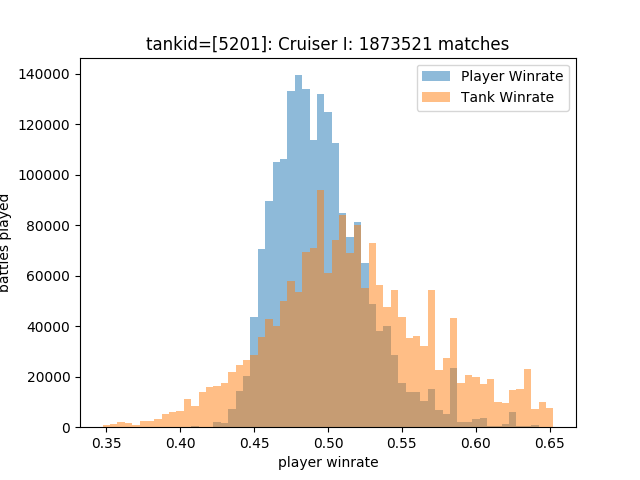 tankid=[5201]: Cruiser I: 1873521 matches
Player Winrate
Tank Winrate
battles played
140000
120000
100000
80000
60000
40000
20000
0
0.35 0.40 0.45 0.50 0.55 0.60 0.65
player winrate